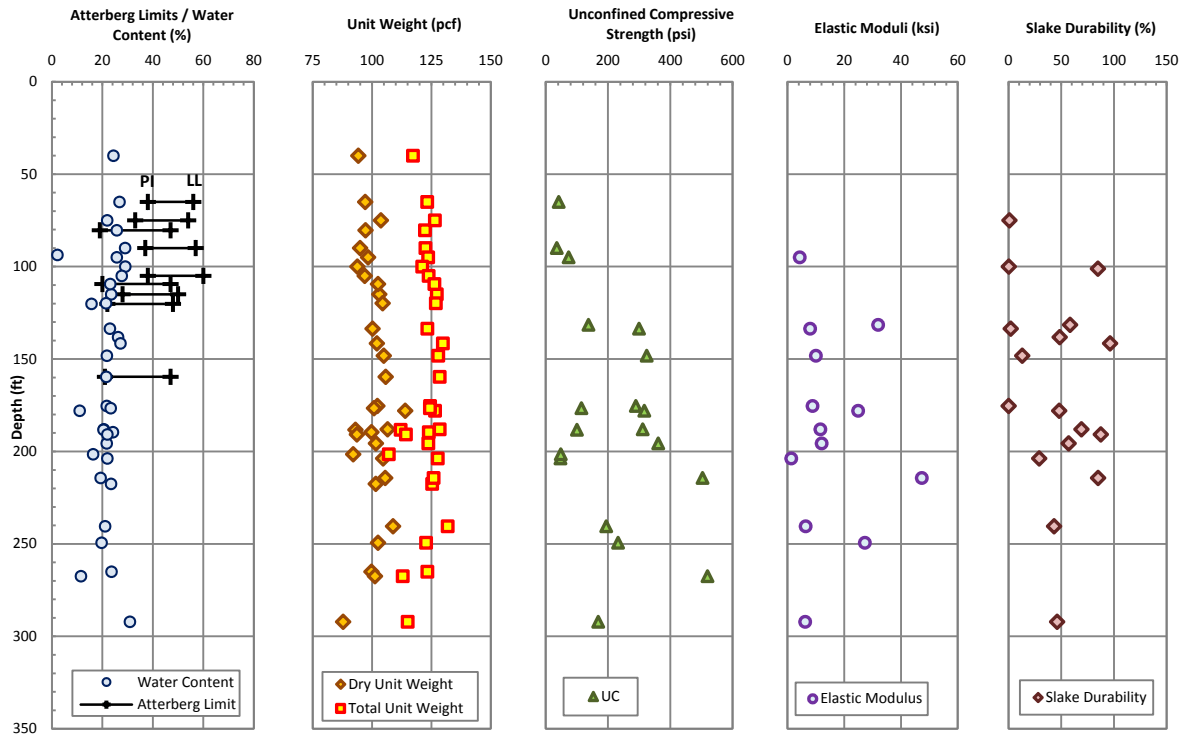 Atterberg Limits / Water
Content (%)
Unit Weight (pcf)
Unconfined Compressive
Strength (psi)
Elastic Moduli (ksi)
Slake Durability (%)
0 20 40 60 80
75 100 125 150
0 200 400 600
0 20 40 60
0 50 100 150
0
50
PI LL
100
150
Depth (ft)
200
250
300
350
Water Content
Atterberg Limit
Dry Unit Weight
Total Unit Weight
UC
Elastic Modulus
Slake Durability